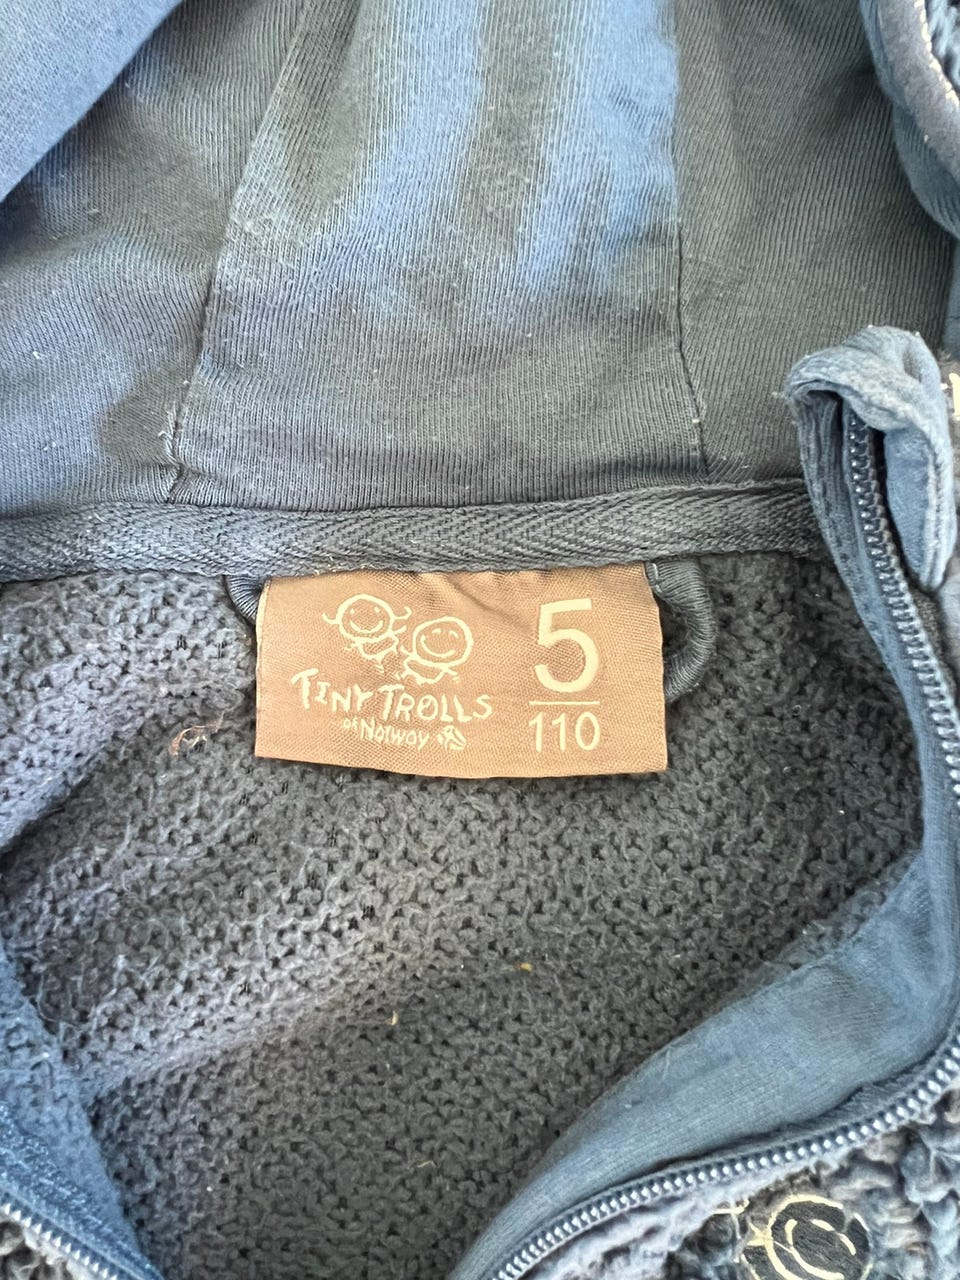 TINY TROLLS
OF NORWAY
5
110